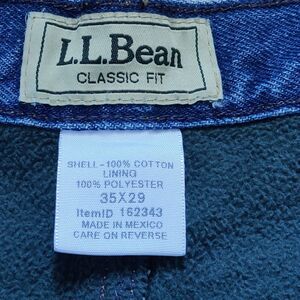 L.L.Bean
CLASSIC FIT
SHELL-100% COTTON
LINING
100% POLYESTER
35X29
ItemID 162343
MADE IN MEXICO
CARE ON REVERSE